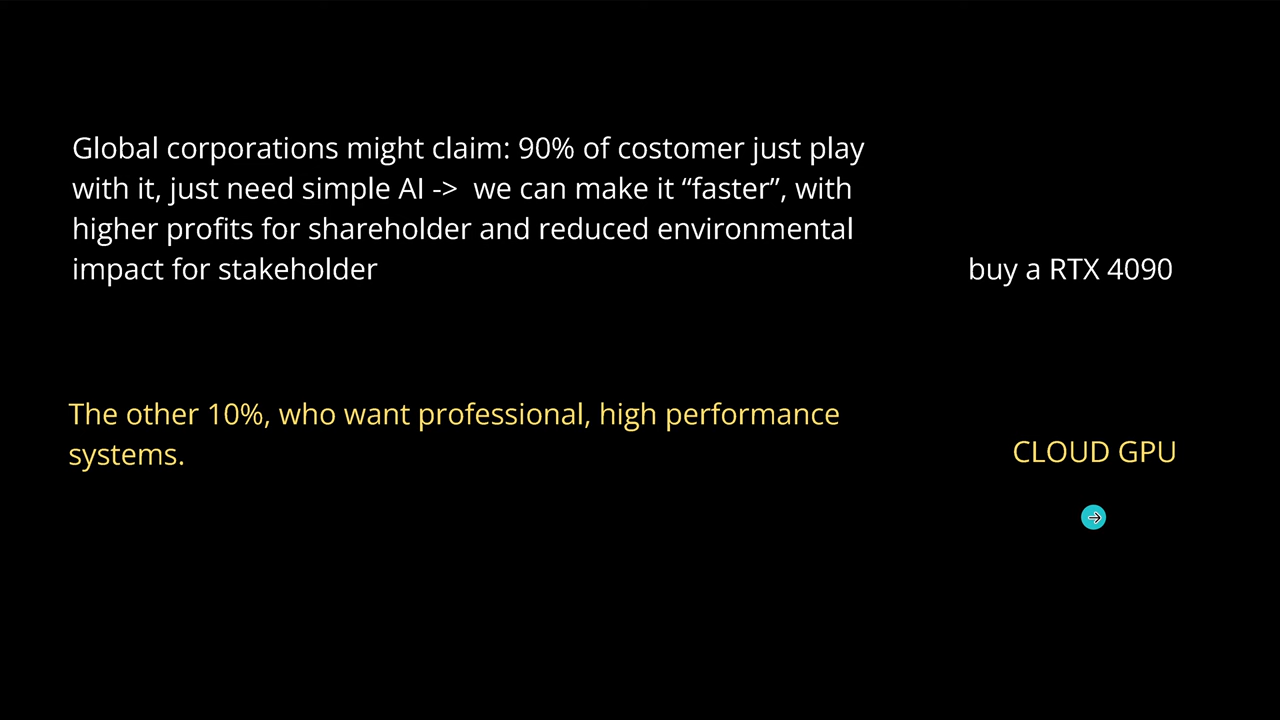 Global corporations might claim: 90% of costomer just play
with it, just need simple AI -> we can make it “faster”, with
higher profits for shareholder and reduced environmental
impact for stakeholder
buy a RTX 4090
The other 10%, who want professional, high performance
systems.
CLOUD GPU